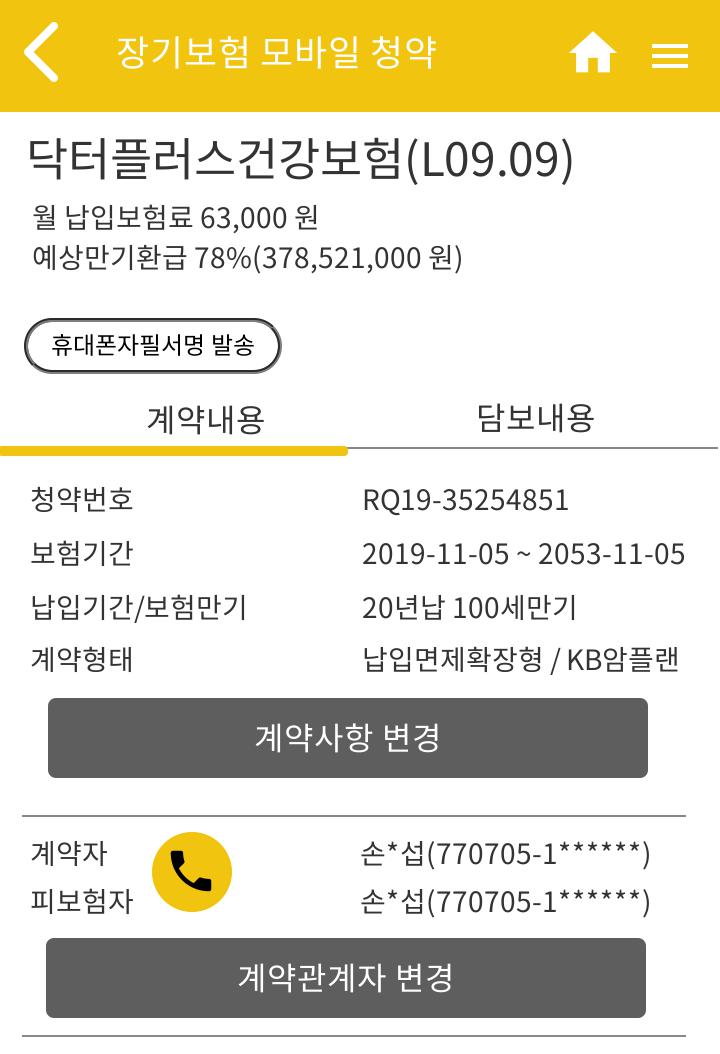 장기보험 모바일 청약
닥터플러스건강보험(L09.09)
월 납입보험료 63,000 원
예상만기환급 78%(378,521,000 원)
휴대폰자필서명 발송
계약내용 담보내용
청약번호 RQ19-35254851
보험기간 2019-11-05 ~ 2053-11-05
납입기간/보험만기 20년납 100세만기
계약형태 납입면제확장형 / KB암플랜
계약사항 변경
계약자 손*섭(770705-1******)
피보험자 손*섭(770705-1******)
계약관계자 변경